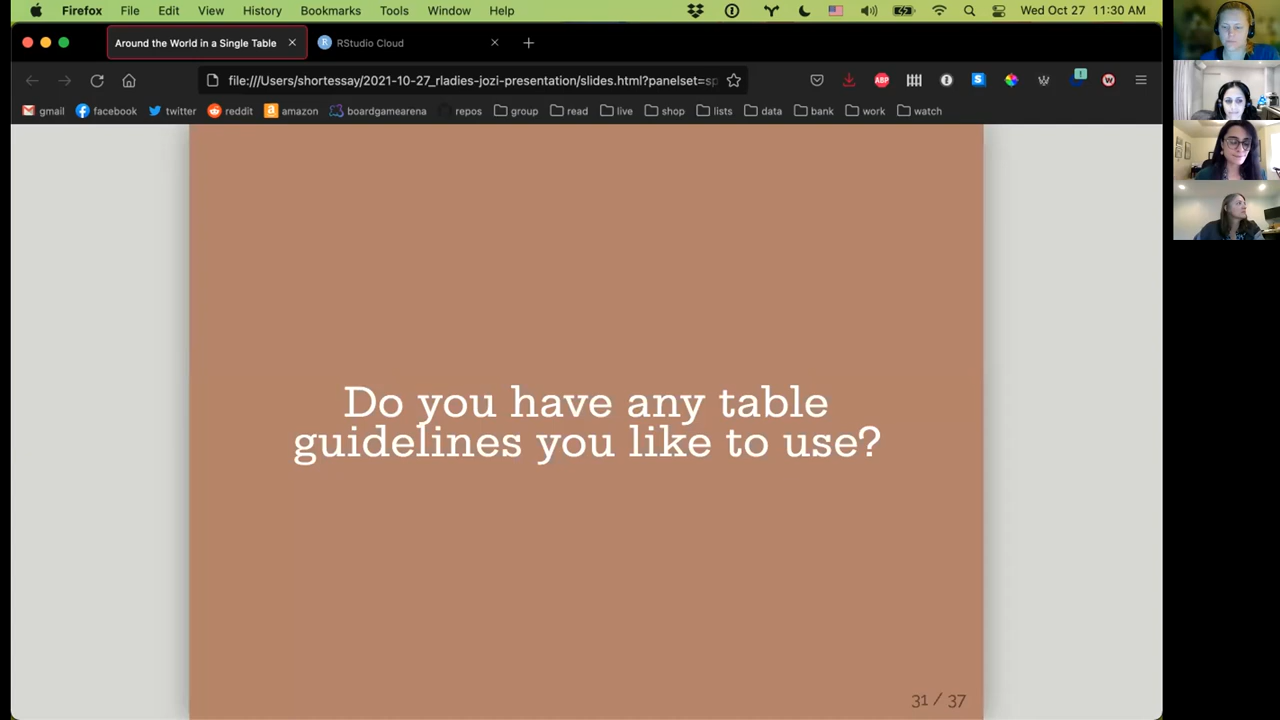 Firefox File Edit View History Bookmarks Tools Window Help Wed Oct 27 11:30 AM
Around the World in a Single Table RStudio Cloud
file:///Users/shortessay/2021-10-27_rladies-jozi-presentation/slides.html?panelset=sp
gmail facebook twitter reddit amazon boardgamearena repos group read live shop lists data bank work watch
Do you have any table
guidelines you like to use?
31 / 37